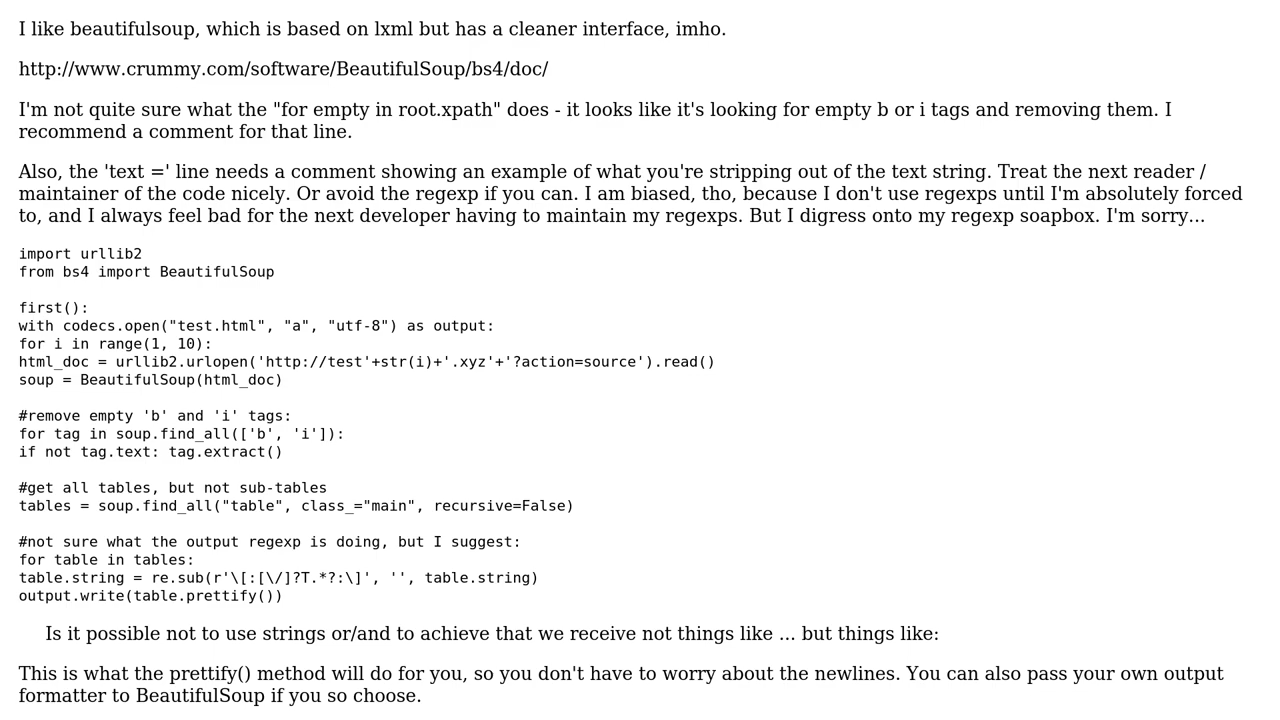 I like beautifulsoup, which is based on lxml but has a cleaner interface, imho.
http://www.crummy.com/software/BeautifulSoup/bs4/doc/
I'm not quite sure what the "for empty in root.xpath" does - it looks like it's looking for empty b or i tags and removing them. I
recommend a comment for that line.
Also, the 'text =' line needs a comment showing an example of what you're stripping out of the text string. Treat the next reader /
maintainer of the code nicely. Or avoid the regexp if you can. I am biased, tho, because I don't use regexps until I'm absolutely forced
to, and I always feel bad for the next developer having to maintain my regexps. But I digress onto my regexp soapbox. I'm sorry...
import urllib2
from bs4 import BeautifulSoup
first():
with codecs.open("test.html", "a", "utf-8") as output:
for i in range(1, 10):
html_doc = urllib2.urlopen('http://test'+str(i)+'.xyz'+'?action=source').read()
soup = BeautifulSoup(html_doc)
#remove empty 'b' and 'i' tags:
for tag in soup.find_all(['b', 'i']):
if not tag.text: tag.extract()
#get all tables, but not sub-tables
tables = soup.find_all("table", class_="main", recursive=False)
#not sure what the output regexp is doing, but I suggest:
for table in tables:
table.string = re.sub(r'\[:[\/]?T.*?:\]', '', table.string)
output.write(table.prettify())
Is it possible not to use strings or/and to achieve that we receive not things like ... but things like:
This is what the prettify() method will do for you, so you don't have to worry about the newlines. You can also pass your own output
formatter to BeautifulSoup if you so choose.